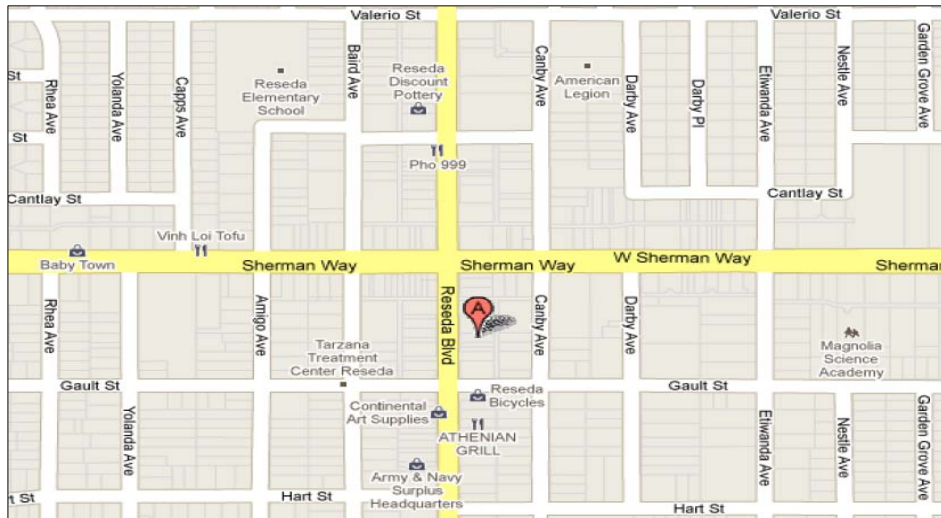 Valerio St
Valerio St
Rhea Ave
Yolanda Ave
Capps Ave
Baird Ave
Canby Ave
Darby Ave
Darby Pl
Etiwanda Ave
Nestle Ave
Garden Grove Ave
St
Reseda
Elementary
School
Reseda
Discount
Pottery
American
Legion
St
Pho 999
Cantlay St
Cantlay St
Vinh Loi Tofu
Baby Town
Sherman Way
Sherman Way
W Sherman Way
Sherman
Rhea Ave
Amigo Ave
Reseda Blvd
A
Canby Ave
Darby Ave
Tarzana
Treatment
Center Reseda
Magnolia
Science
Academy
Gault St
Gault St
Yolanda Ave
Continental
Art Supplies
Reseda
Bicycles
ATHENIAN
GRILL
Etiwanda Ave
Nestle Ave
Garden Grove Ave
Army & Navy
Surplus
Headquarters
rt St
Hart St
Hart St